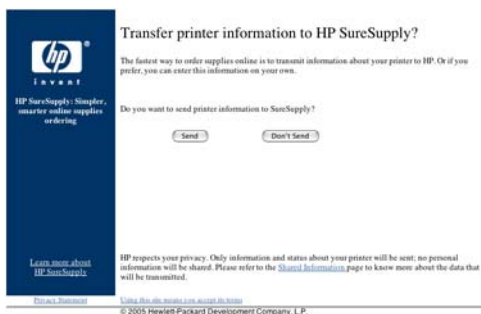 Transfer printer information to HP SureSupply?
The fastest way to order supplies online is to transmit information about your printer to HP. Or if you
prefer, you can enter this information on your own.
Do you want to send printer information to SureSupply?
Send
Don't Send
hp
®
invent
HP SureSupply: Simpler,
smarter online supplies
ordering
Learn more about
HP SureSupply
HP respects your privacy. Only information and status about your printer will be sent; no personal
information will be shared. Please refer to the Shared Information page to know more about the data that
will be transmitted.
Privacy Statement
Using this site means you accept its terms
© 2005 Hewlett-Packard Development Company, L.P.